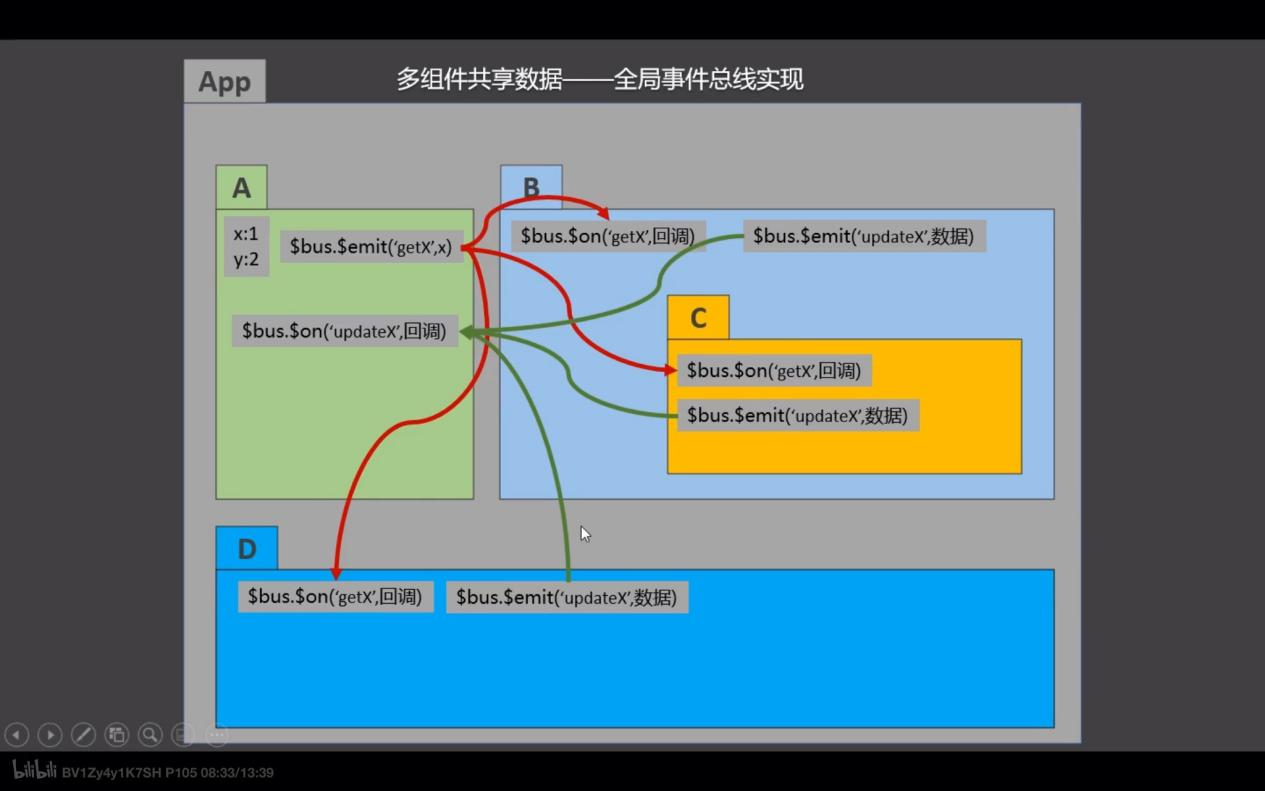 App
多组件共享数据——全局事件总线实现
A
x:1
y:2
$bus.$emit(‘getX’,x)
$bus.$on(‘updateX’,回调)
B
$bus.$on(‘getX’,回调)
$bus.$emit(‘updateX’,数据)
C
$bus.$on(‘getX’,回调)
$bus.$emit(‘updateX’,数据)
D
$bus.$on(‘getX’,回调)
$bus.$emit(‘updateX’,数据)
bilibili BV1Zy4y1K7SH P105 08:33/13:39